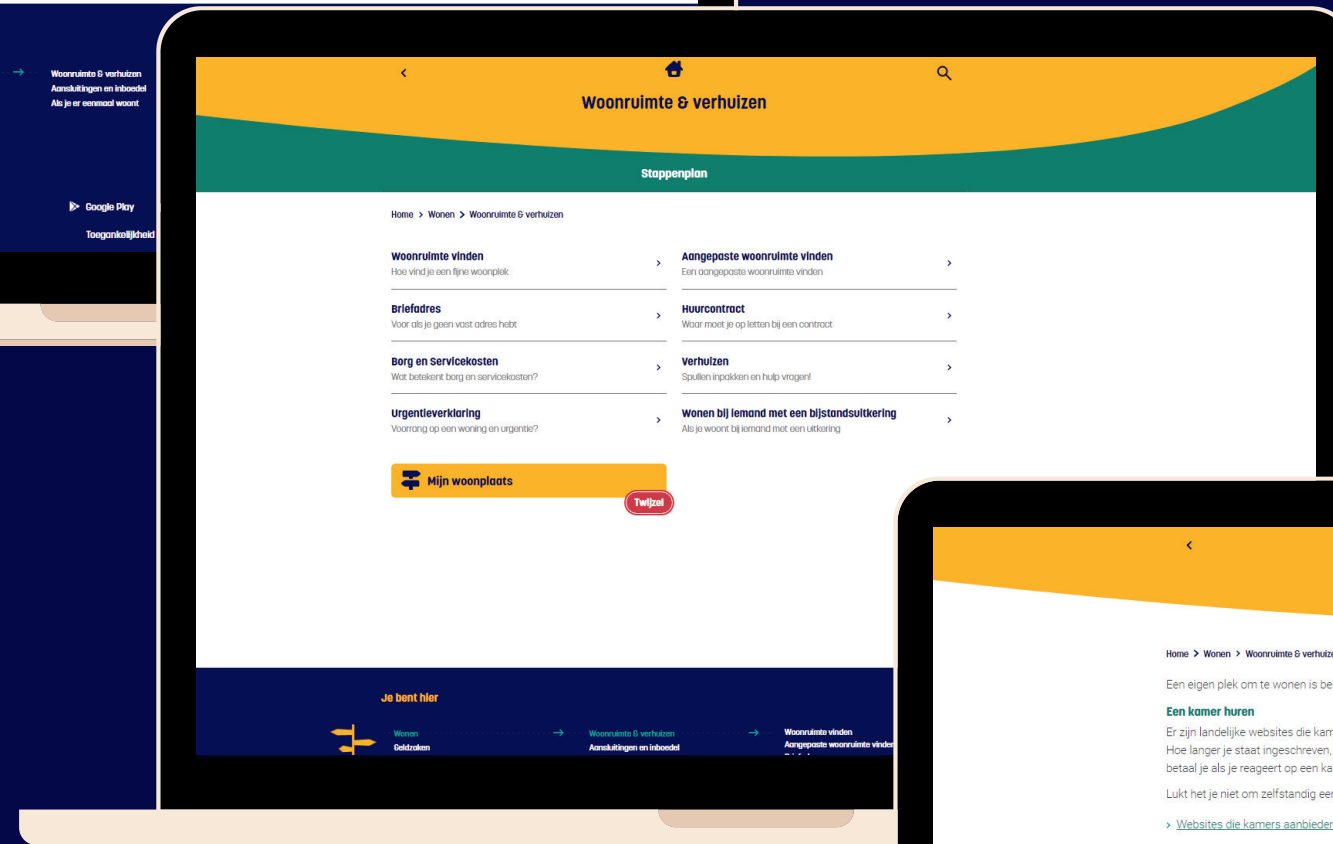 Woonruimte & verhuizen
Aansluitingen en inboedel
Als je er eenmaal woont
Google Play
Toegankelijkheid
Woonruimte & verhuizen
Stappenplan
Home > Wonen > Woonruimte & verhuizen
Woonruimte vinden
Hoe vind je een fijne woonplek
Aangepaste woonruimte vinden
Een aangepaste woonruimte vinden
Briefadres
Voor als je geen vast adres hebt
Huurcontract
Waar moet je op letten bij een contract
Borg en Servicekosten
Wat betekent borg en servicekosten?
Verhuizen
Spullen inpakken en hulp vragen!
Urgentieverklaring
Voorrang op een woning en urgentie?
Wonen bij iemand met een bijstandsuitkering
Als je woont bij iemand met een uitkering
Mijn woonplaats
Twijzel
Je bent hier
Wonen
Geldzaken
Woonruimte & verhuizen
Aansluitingen en inboedel
Woonruimte vinden
Aangepaste woonruimte vinden
Home > Wonen > Woonruimte & verhuize
Een eigen plek om te wonen is be
Een kamer huren
Er zijn landelijke websites die kam
Hoe langer je staat ingeschreven,
betaal je als je reageert op een ka
Lukt het je niet om zelfstandig een
> Websites die kamers aanbieden